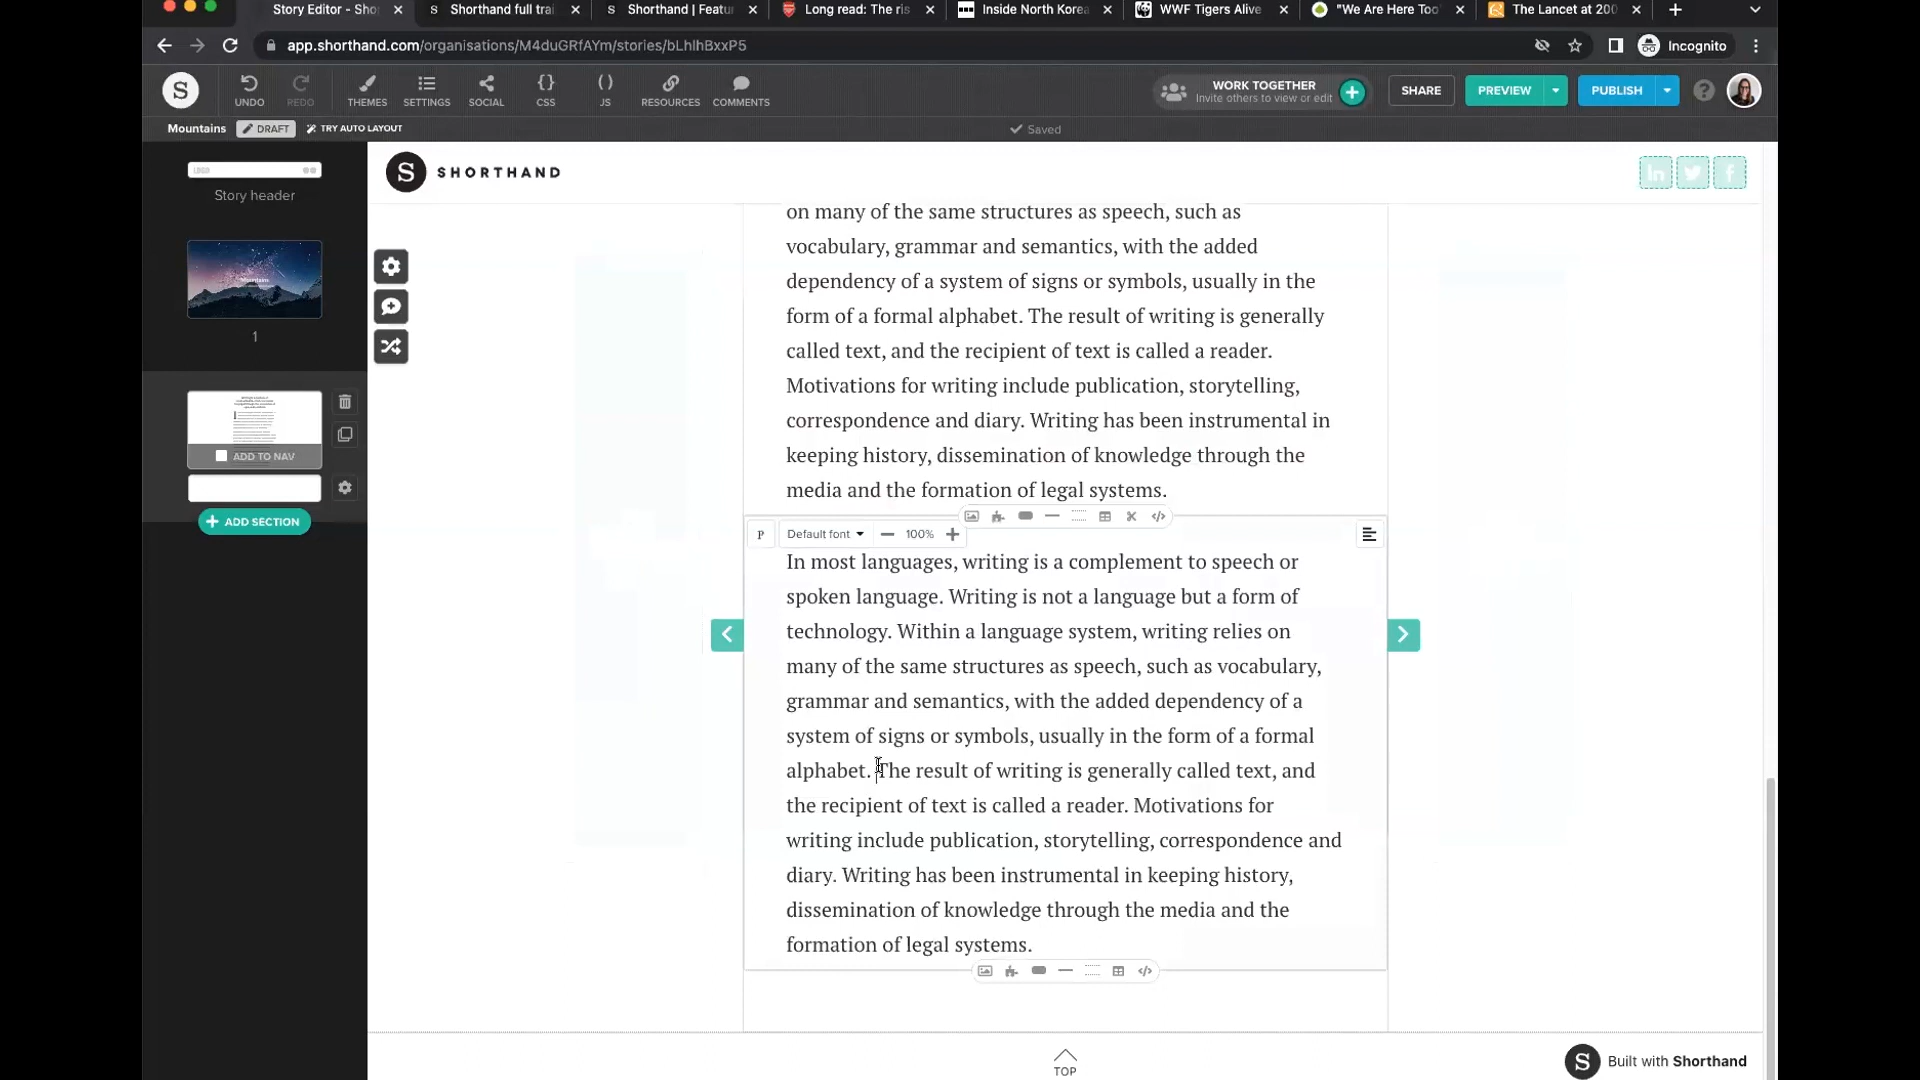 Story Editor - Sho
Shorthand full trai
Shorthand | Featu
Long read: The ris
Inside North Korea
WWF Tigers Alive
"We Are Here Too
The Lancet at 200
app.shorthand.com/organisations/M4duGRfAYm/stories/bLhIhBxxP5
Incognito
S
UNDO
REDO
THEMES
SETTINGS
SOCIAL
{}
CSS
()
JS
RESOURCES
COMMENTS
WORK TOGETHER
Invite others to view or edit
SHARE
PREVIEW
PUBLISH
Mountains
DRAFT
TRY AUTO LAYOUT
Saved
LOGO
Story header
S SHORTHAND
in
f
Mountains
1
ADD TO NAV
ADD SECTION
on many of the same structures as speech, such as
vocabulary, grammar and semantics, with the added
dependency of a system of signs or symbols, usually in the
form of a formal alphabet. The result of writing is generally
called text, and the recipient of text is called a reader.
Motivations for writing include publication, storytelling,
correspondence and diary. Writing has been instrumental in
keeping history, dissemination of knowledge through the
media and the formation of legal systems.
P
Default font
100%
In most languages, writing is a complement to speech or
spoken language. Writing is not a language but a form of
technology. Within a language system, writing relies on
many of the same structures as speech, such as vocabulary,
grammar and semantics, with the added dependency of a
system of signs or symbols, usually in the form of a formal
alphabet. The result of writing is generally called text, and
the recipient of text is called a reader. Motivations for
writing include publication, storytelling, correspondence and
diary. Writing has been instrumental in keeping history,
dissemination of knowledge through the media and the
formation of legal systems.
TOP
S Built with Shorthand